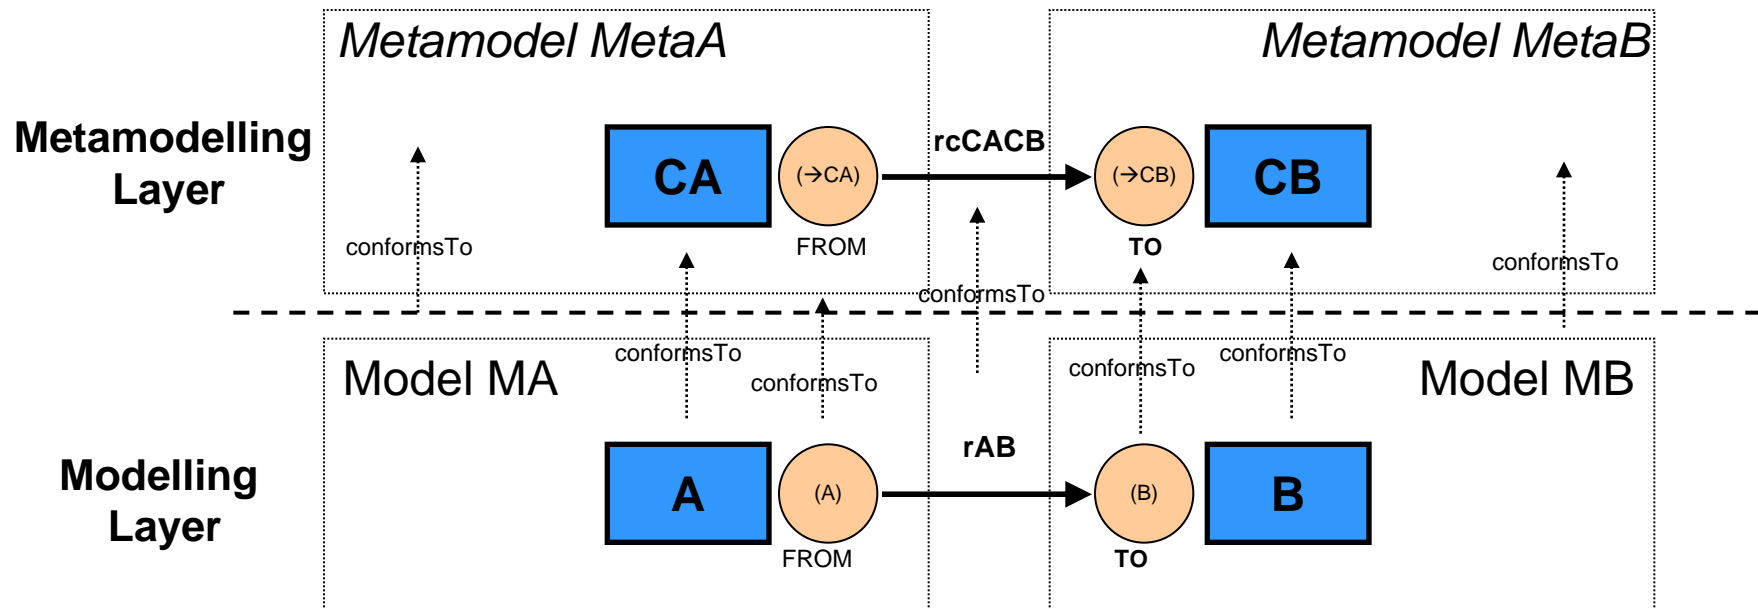 Metamodel MetaA
Metamodel MetaB
Metamodelling
Layer
CA
(→CA)
rcCACB
(→CB)
CB
FROM
TO
conformsTo
conformsTo
conformsTo
conformsTo
conformsTo
conformsTo
conformsTo
Model MA
Model MB
Modelling
Layer
A
(A)
rAB
(B)
B
FROM
TO